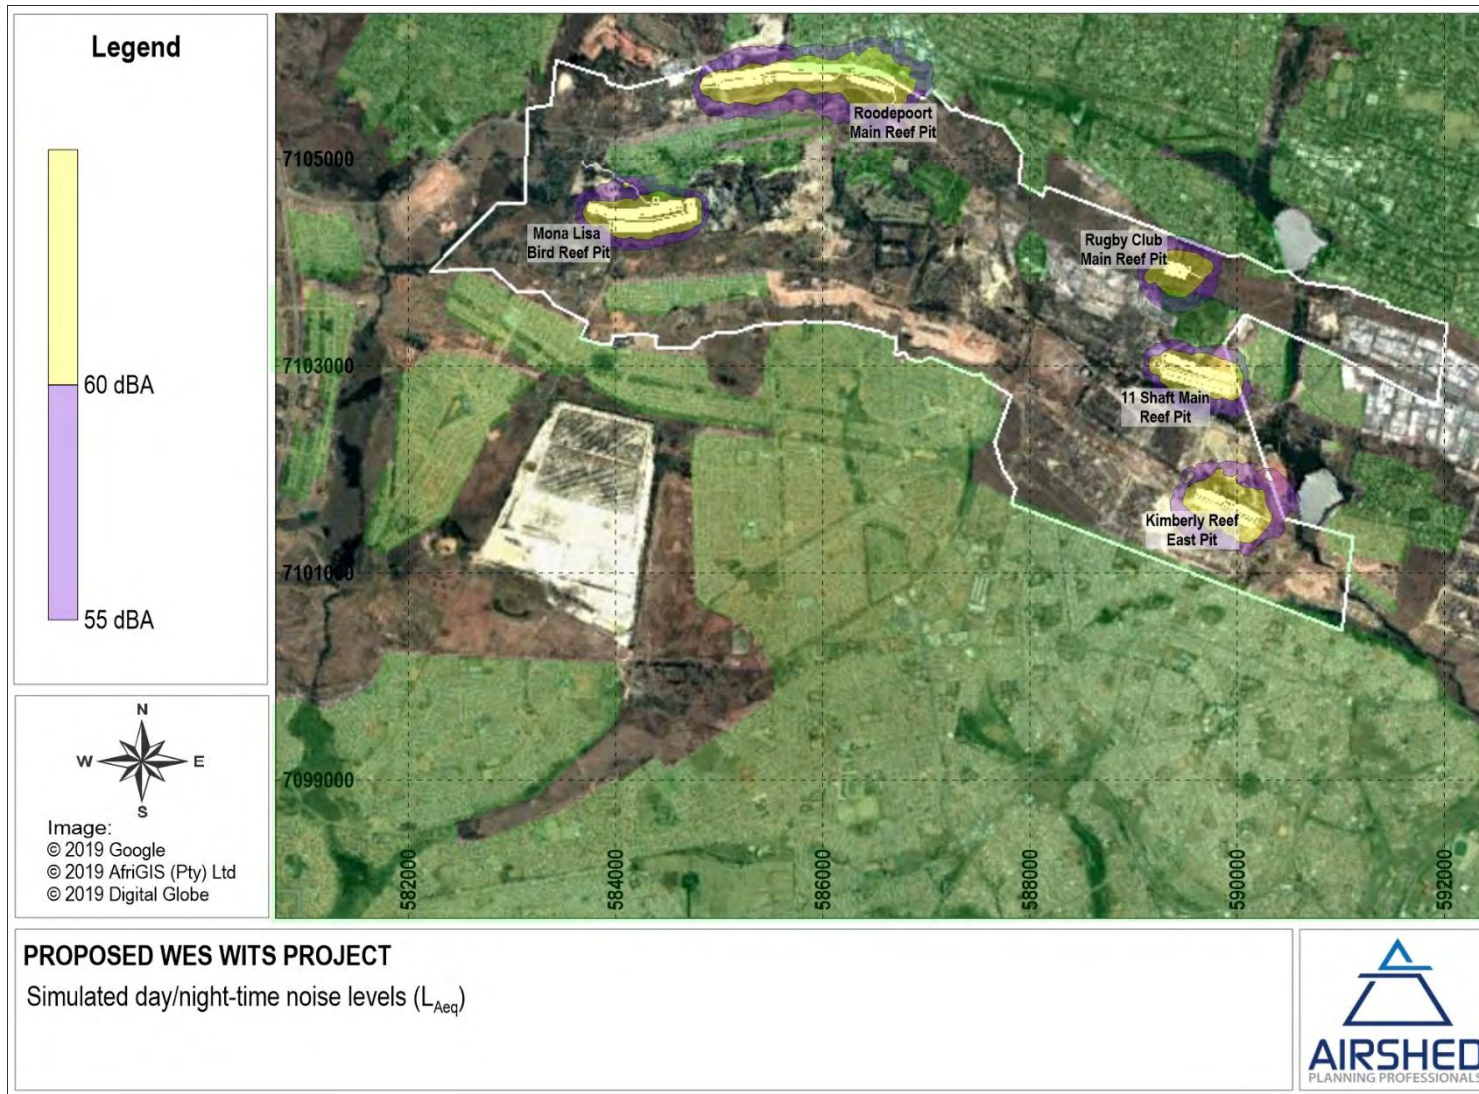 Legend
60 dBA
55 dBA
N
W
E
S
Image:
© 2019 Google
© 2019 AfriGIS (Pty) Ltd
© 2019 Digital Globe
Roodepoort
Main Reef Pit
7105000
Mona Lisa
Bird Reef Pit
Rugby Club
Main Reef Pit
7103000
11 Shaft Main
Reef Pit
Kimberly Reef
East Pit
7101000
7099000
582000
584000
586000
588000
590000
592000
PROPOSED WES WITS PROJECT
Simulated day/night-time noise levels (LAeq)
AIRSHED
PLANNING PROFESSIONALS